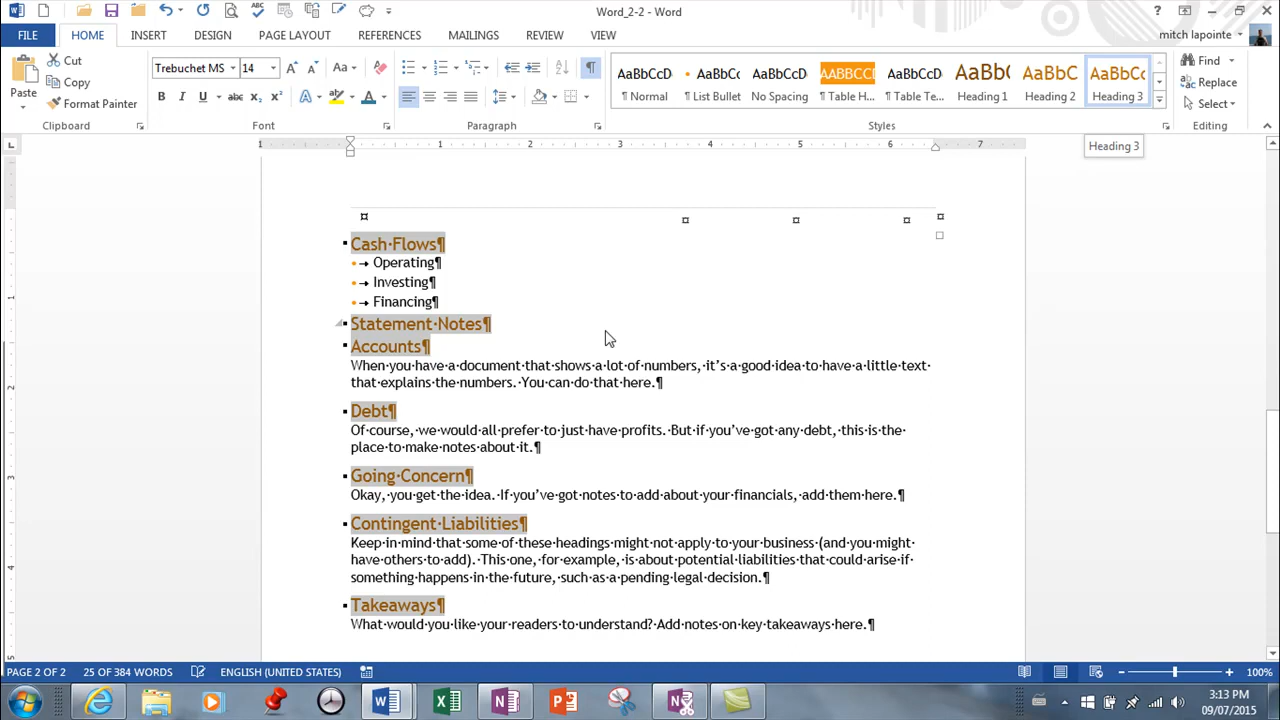 Word_2-2 - Word
FILE HOME INSERT DESIGN PAGE LAYOUT REFERENCES MAILINGS REVIEW VIEW mitch lapointe
Cut
Copy
Format Painter
Paste
Clipboard
Trebuchet MS 14
Font
Paragraph
AaBbCcD AaBbCc AaBbCcD AABBCCD AaBbCcD AaBbC AaBbC AaBbCc
¶ Normal ¶ List Bullet No Spacing ¶ Table H... ¶ Table Te... Heading 1 Heading 2 Heading 3
Styles
Find
Replace
Select
Editing
Heading 3
1 1 2 3 4 5 6 7
Cash·Flows¶
→ Operating¶
→ Investing¶
→ Financing¶
Statement·Notes¶
Accounts¶
When·you·have·a·document·that·shows·a·lot·of·numbers,·it's·a·good·idea·to·have·a·little·text·
that·explains·the·numbers.·You·can·do·that·here.¶
Debt¶
Of·course,·we·would·all·prefer·to·just·have·profits.·But·if·you've·got·any·debt,·this·is·the·
place·to·make·notes·about·it.¶
Going·Concern¶
Okay,·you·get·the·idea.·If·you've·got·notes·to·add·about·your·financials,·add·them·here.¶
Contingent·Liabilities¶
Keep·in·mind·that·some·of·these·headings·might·not·apply·to·your·business·(and·you·might·
have·others·to·add).·This·one,·for·example,·is·about·potential·liabilities·that·could·arise·if·
something·happens·in·the·future,·such·as·a·pending·legal·decision.¶
Takeaways¶
What·would·you·like·your·readers·to·understand?·Add·notes·on·key·takeaways·here.¶
PAGE 2 OF 2 25 OF 384 WORDS ENGLISH (UNITED STATES) 100%
3:13 PM
09/07/2015